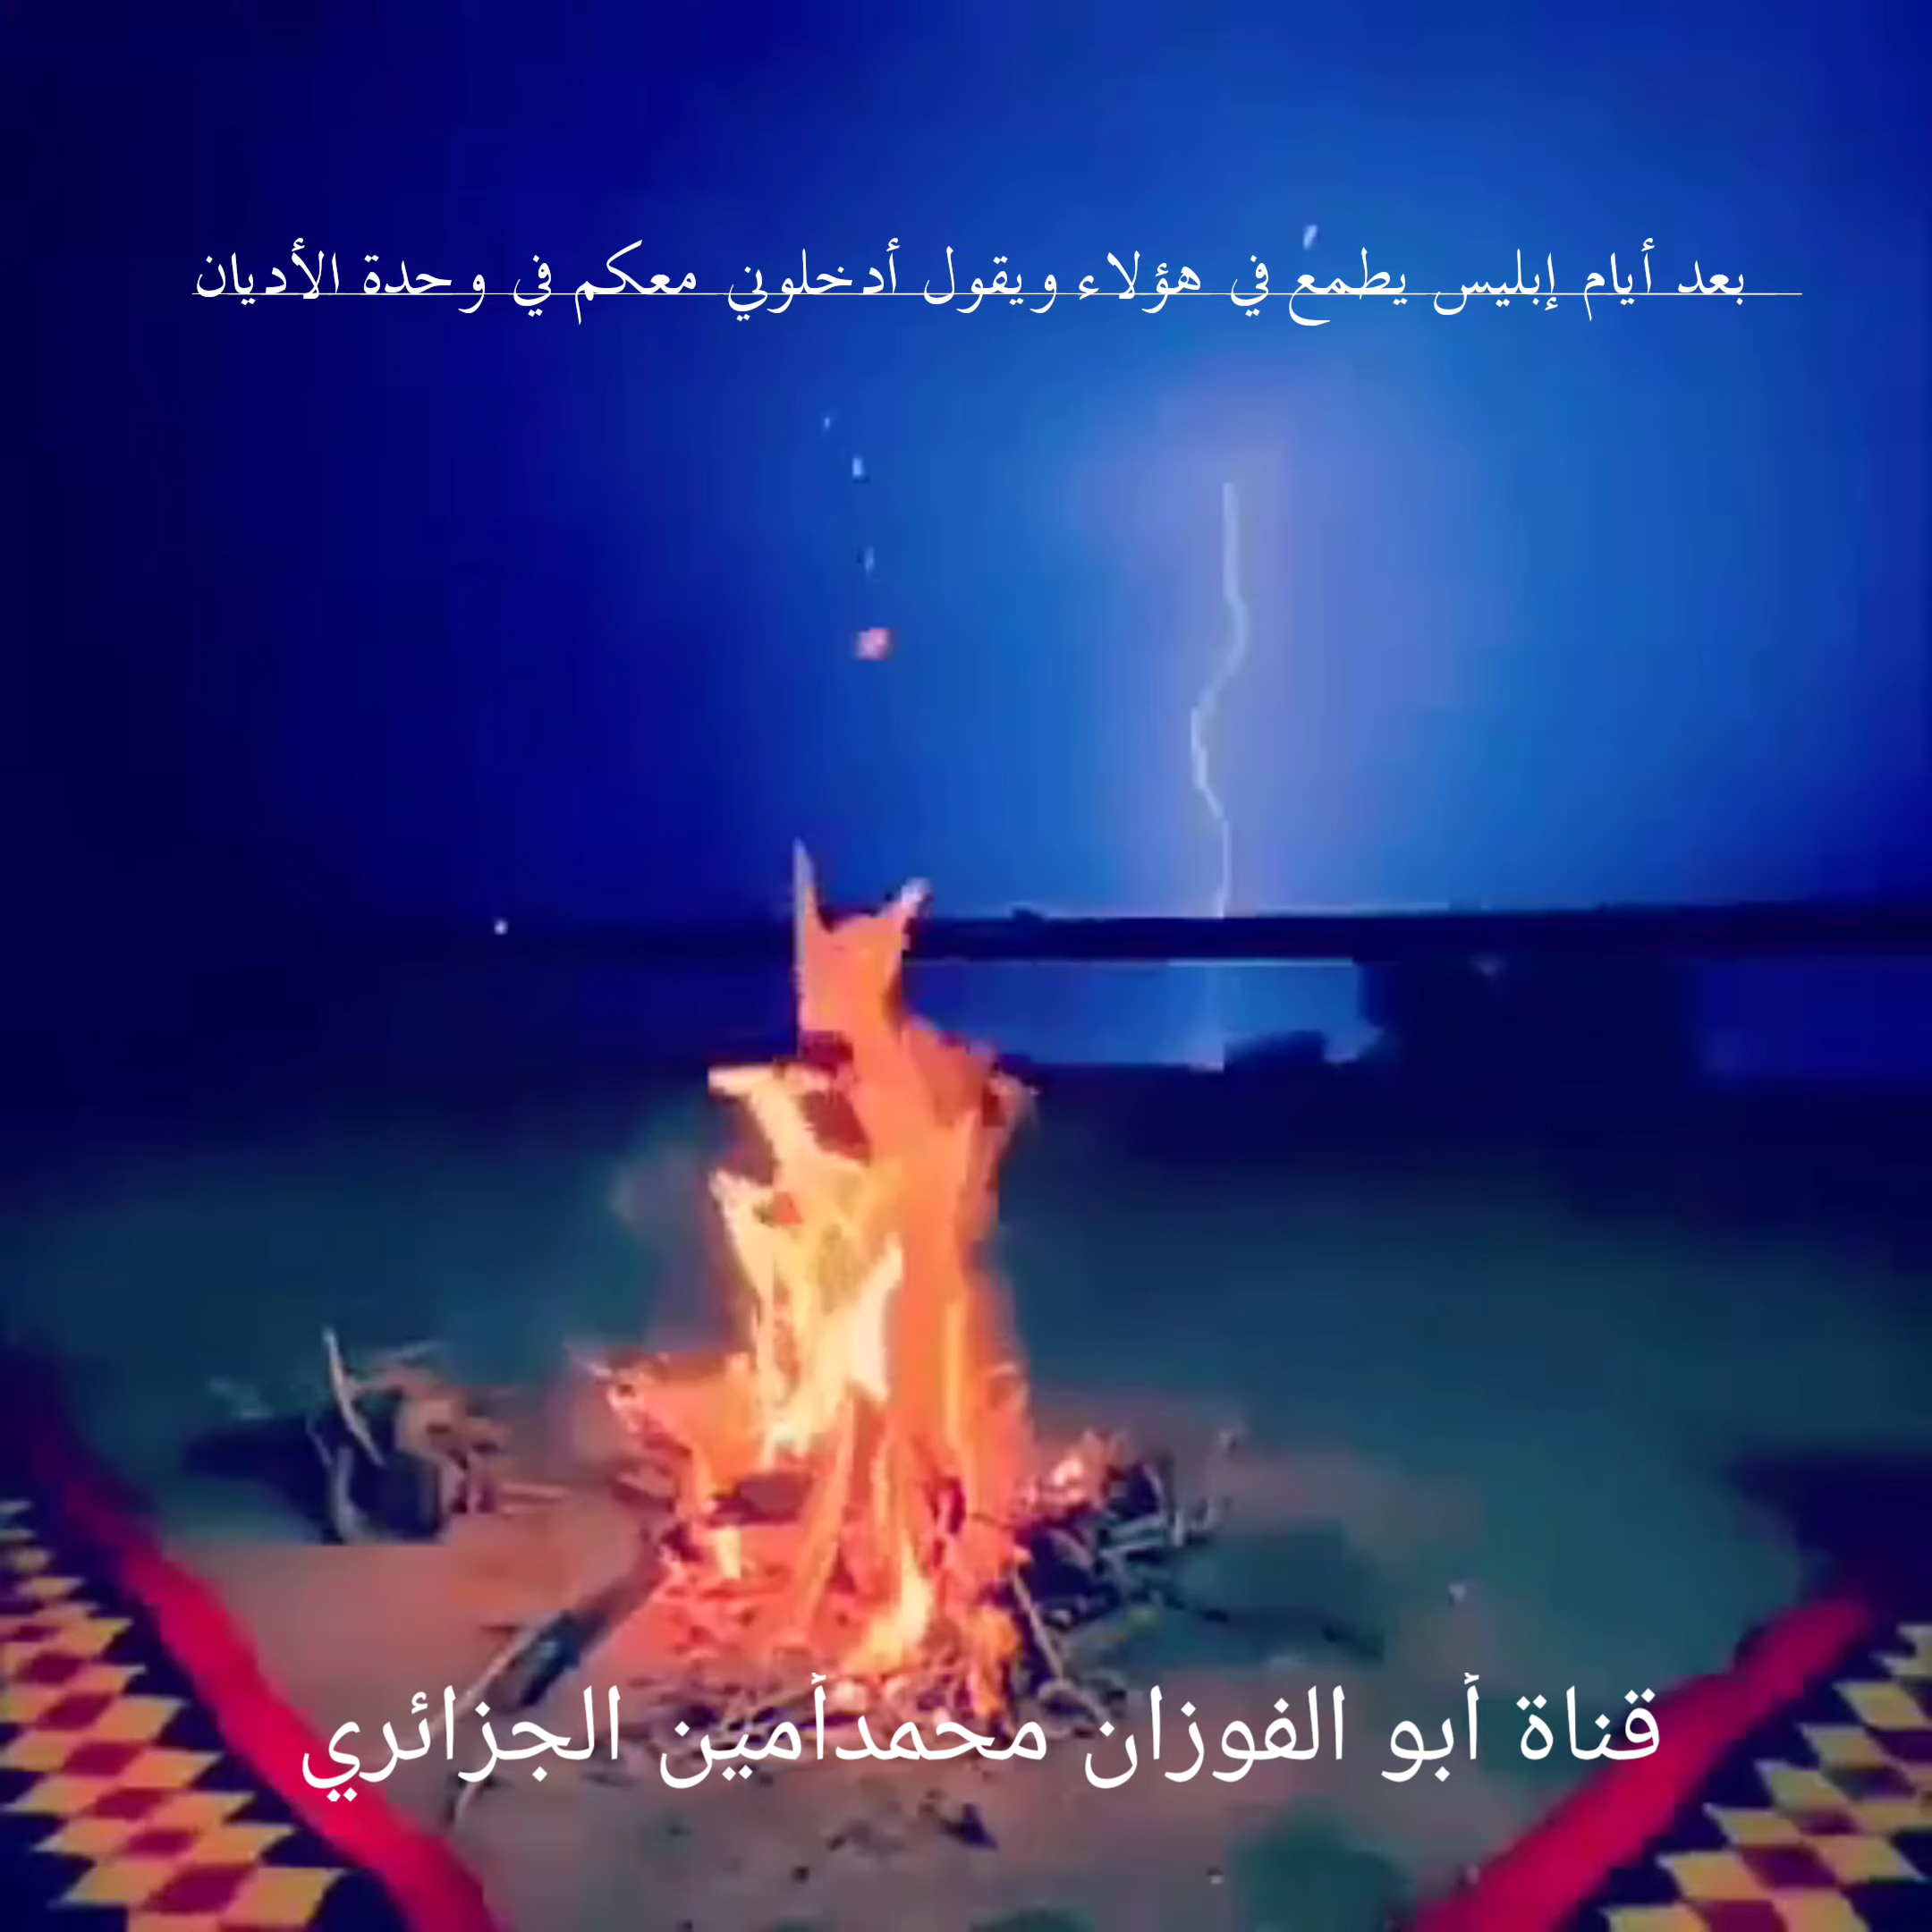 بعد أيام إبليس يطمع في هؤلاء ويقول أدخلوني معكم في وحدة الأديان
قناة أبو الفوزان محمدأمين الجزائري